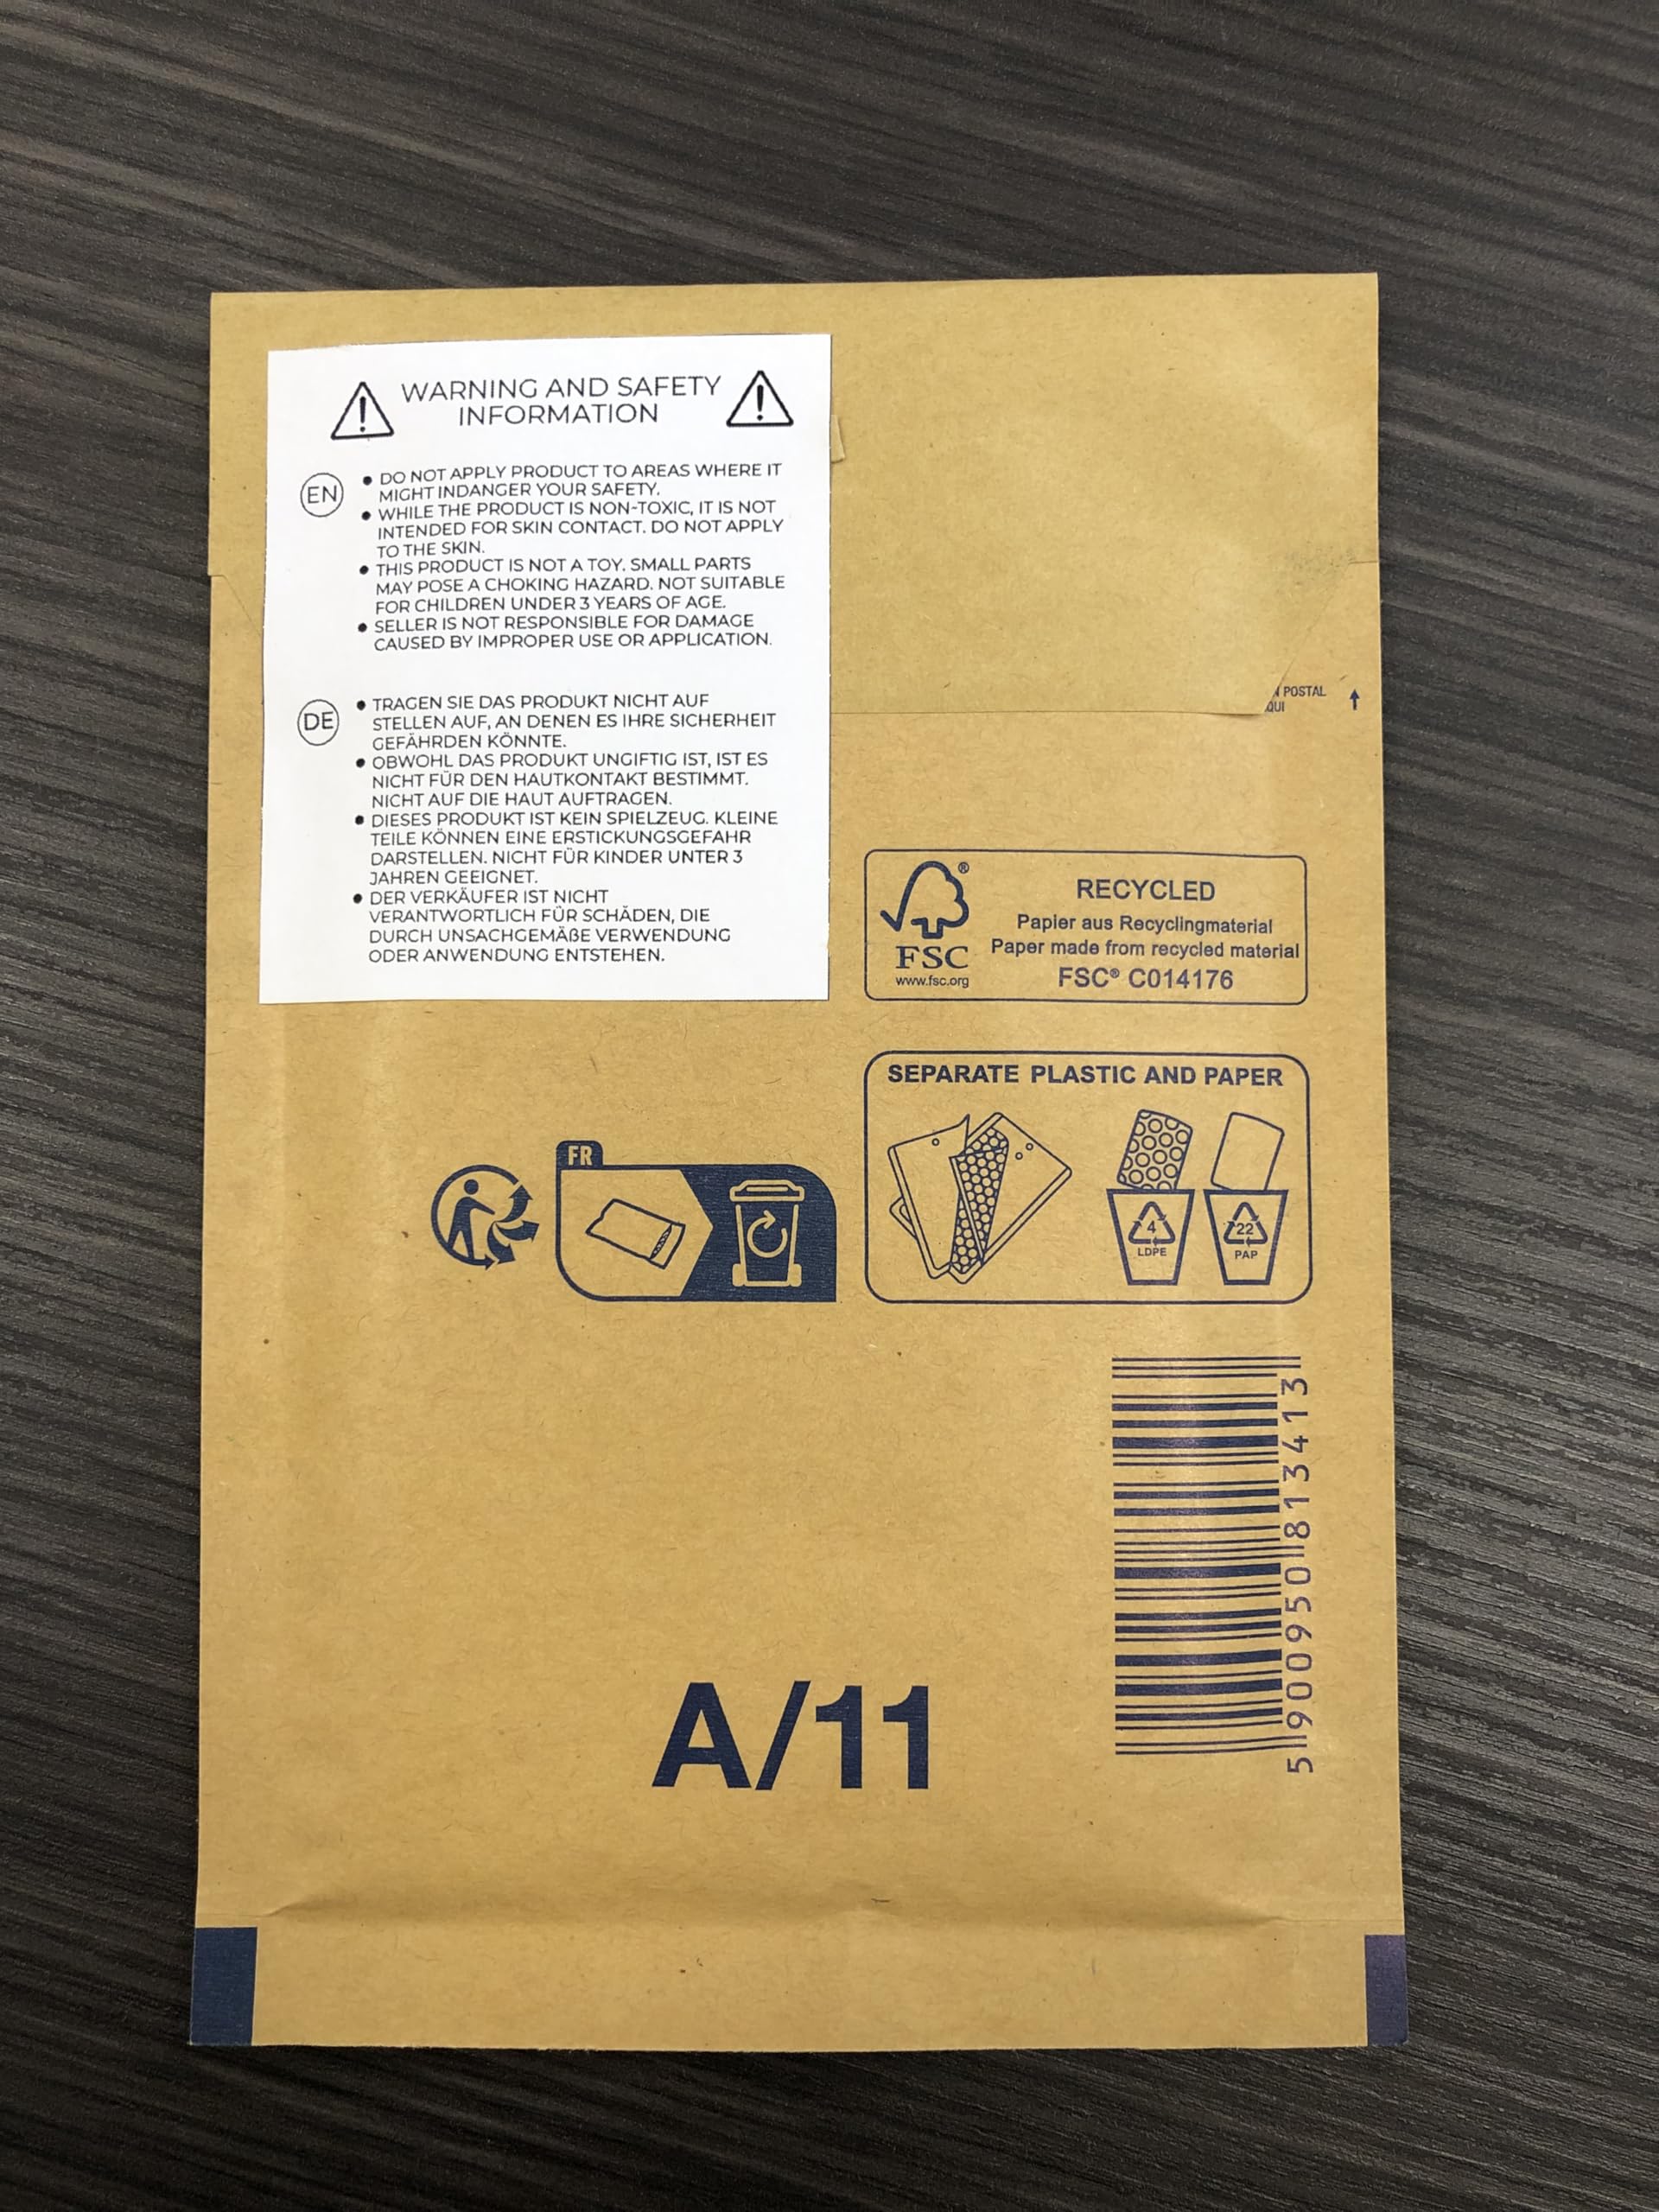 WARNING AND SAFETY
INFORMATION
EN
● DO NOT APPLY PRODUCT TO AREAS WHERE IT
MIGHT INDANGER YOUR SAFETY.
● WHILE THE PRODUCT IS NON-TOXIC, IT IS NOT
INTENDED FOR SKIN CONTACT. DO NOT APPLY
TO THE SKIN.
● THIS PRODUCT IS NOT A TOY. SMALL PARTS
MAY POSE A CHOKING HAZARD. NOT SUITABLE
FOR CHILDREN UNDER 3 YEARS OF AGE.
● SELLER IS NOT RESPONSIBLE FOR DAMAGE
CAUSED BY IMPROPER USE OR APPLICATION.
DE
● TRAGEN SIE DAS PRODUKT NICHT AUF
STELLEN AUF, AN DENEN ES IHRE SICHERHEIT
GEFÄHRDEN KÖNNTE.
● OBWOHL DAS PRODUKT UNGIFTIG IST, IST ES
NICHT FÜR DEN HAUTKONTAKT BESTIMMT.
NICHT AUF DIE HAUT AUFTRAGEN.
● DIESES PRODUKT IST KEIN SPIELZEUG. KLEINE
TEILE KÖNNEN EINE ERSTICKUNGSGEFAHR
DARSTELLEN. NICHT FÜR KINDER UNTER 3
JAHREN GEEIGNET.
● DER VERKÄUFER IST NICHT
VERANTWORTLICH FÜR SCHÄDEN, DIE
DURCH UNSACHGEMÄßE VERWENDUNG
ODER ANWENDUNG ENTSTEHEN.
POSTAL
QUI
FSC®
www.fsc.org
RECYCLED
Papier aus Recyclingmaterial
Paper made from recycled material
FSC® C014176
SEPARATE PLASTIC AND PAPER
4
LDPE
22
PAP
FR
5900950813413
A/11